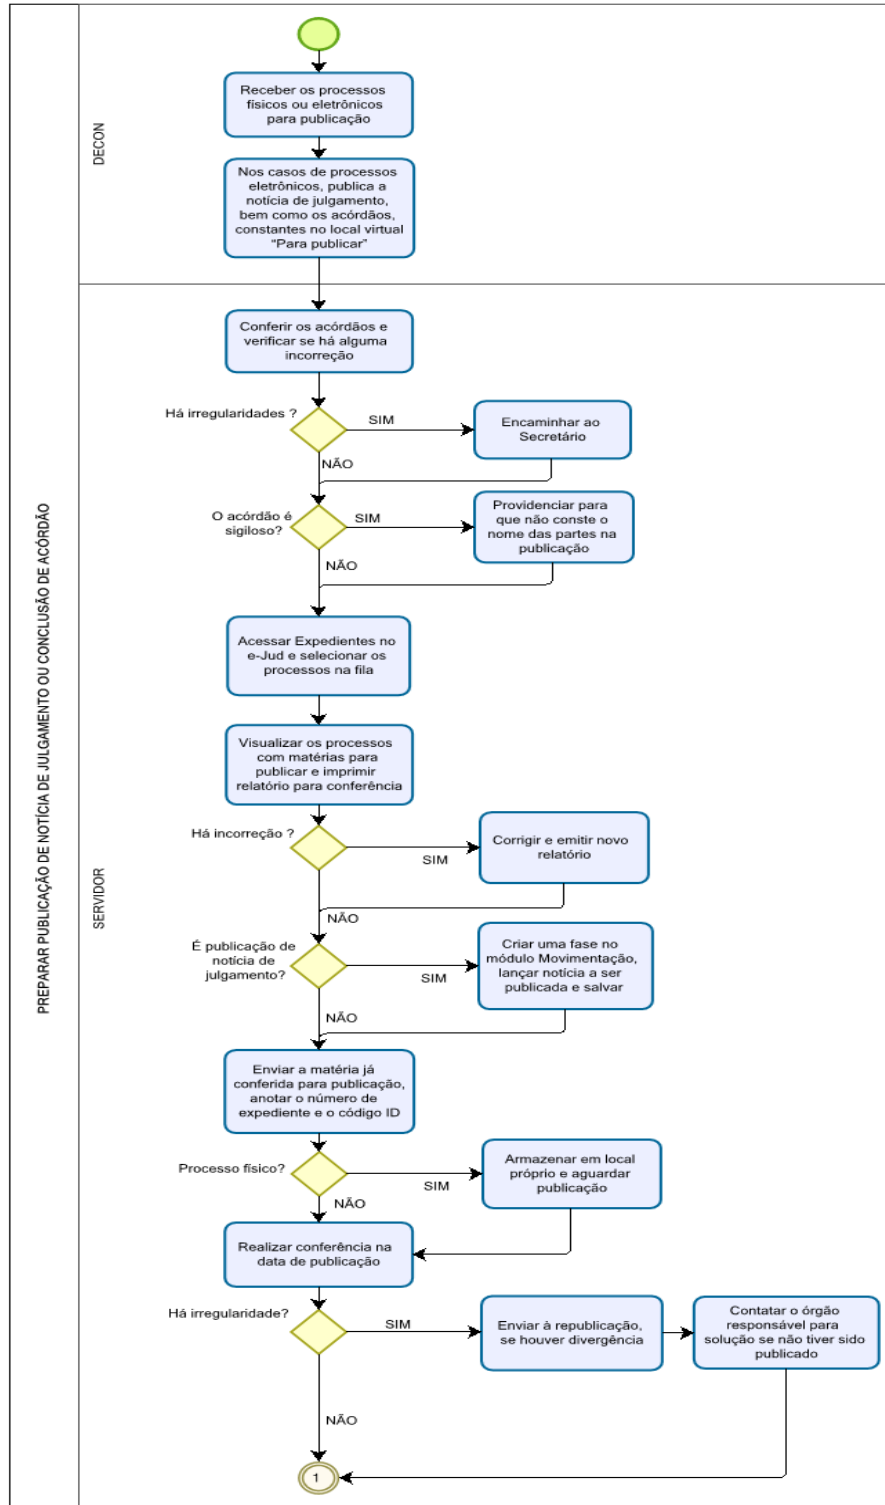 PREPARAR PUBLICAÇÃO DE NOTÍCIA DE JULGAMENTO OU CONCLUSÃO DE ACÓRDÃO
DECON
Receber os processos
físicos ou eletrônicos
para publicação
Nos casos de processos
eletrônicos, publica a
notícia de julgamento,
bem como os acórdãos,
constantes no local virtual
“Para publicar”
SERVIDOR
Conferir os acórdãos e
verificar se há alguma
incorreção
Há irregularidades ?
SIM
Encaminhar ao
Secretário
NÃO
O acórdão é
sigiloso?
SIM
Providenciar para
que não conste o
nome das partes na
publicação
NÃO
Acessar Expedientes no
e-Jud e selecionar os
processos na fila
Visualizar os processos
com matérias para
publicar e imprimir
relatório para conferência
Há incorreção ?
SIM
Corrigir e emitir novo
relatório
NÃO
É publicação de
notícia de
julgamento?
SIM
Criar uma fase no
módulo Movimentação,
lançar notícia a ser
publicada e salvar
NÃO
Enviar a matéria já
conferida para publicação,
anotar o número de
expediente e o código ID
Processo físico?
SIM
Armazenar em local
próprio e aguardar
publicação
NÃO
Realizar conferência na
data de publicação
Há irregularidade?
SIM
Enviar à republicação,
se houver divergência
Contatar o órgão
responsável para
solução se não tiver sido
publicado
NÃO
1